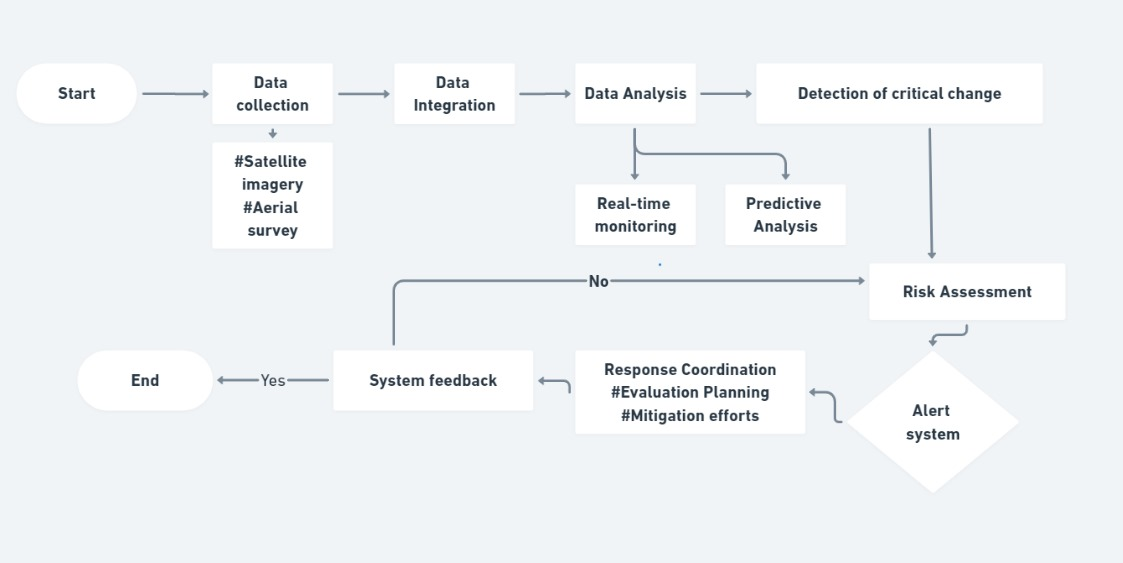 Start
Data
collection
Data
Integration
Data Analysis
Detection of critical change
#Satellite
imagery
#Aerial
survey
Real-time
monitoring
Predictive
Analysis
No
Risk Assessment
End
Yes
System feedback
Response Coordination
#Evaluation Planning
#Mitigation efforts
Alert
system